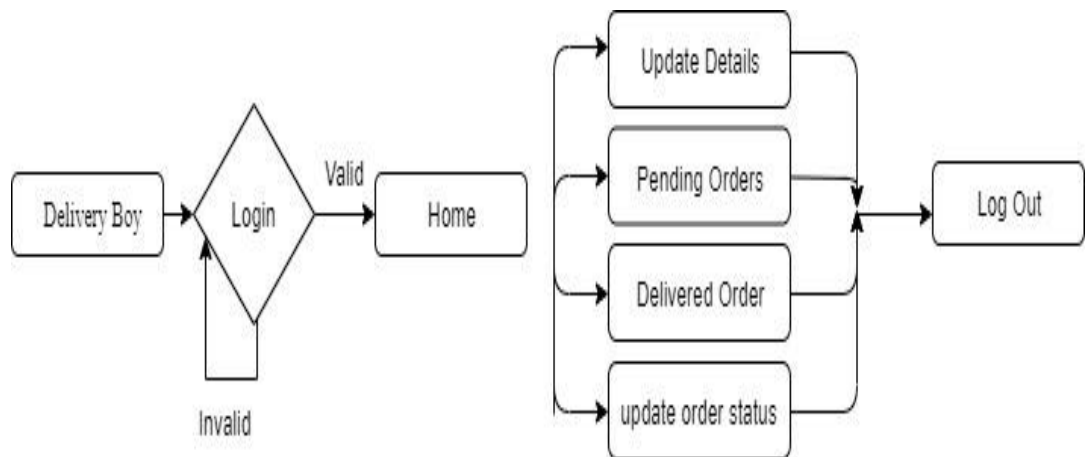 Delivery Boy
Login
Valid
Invalid
Home
Update Details
Pending Orders
Delivered Order
update order status
Log Out